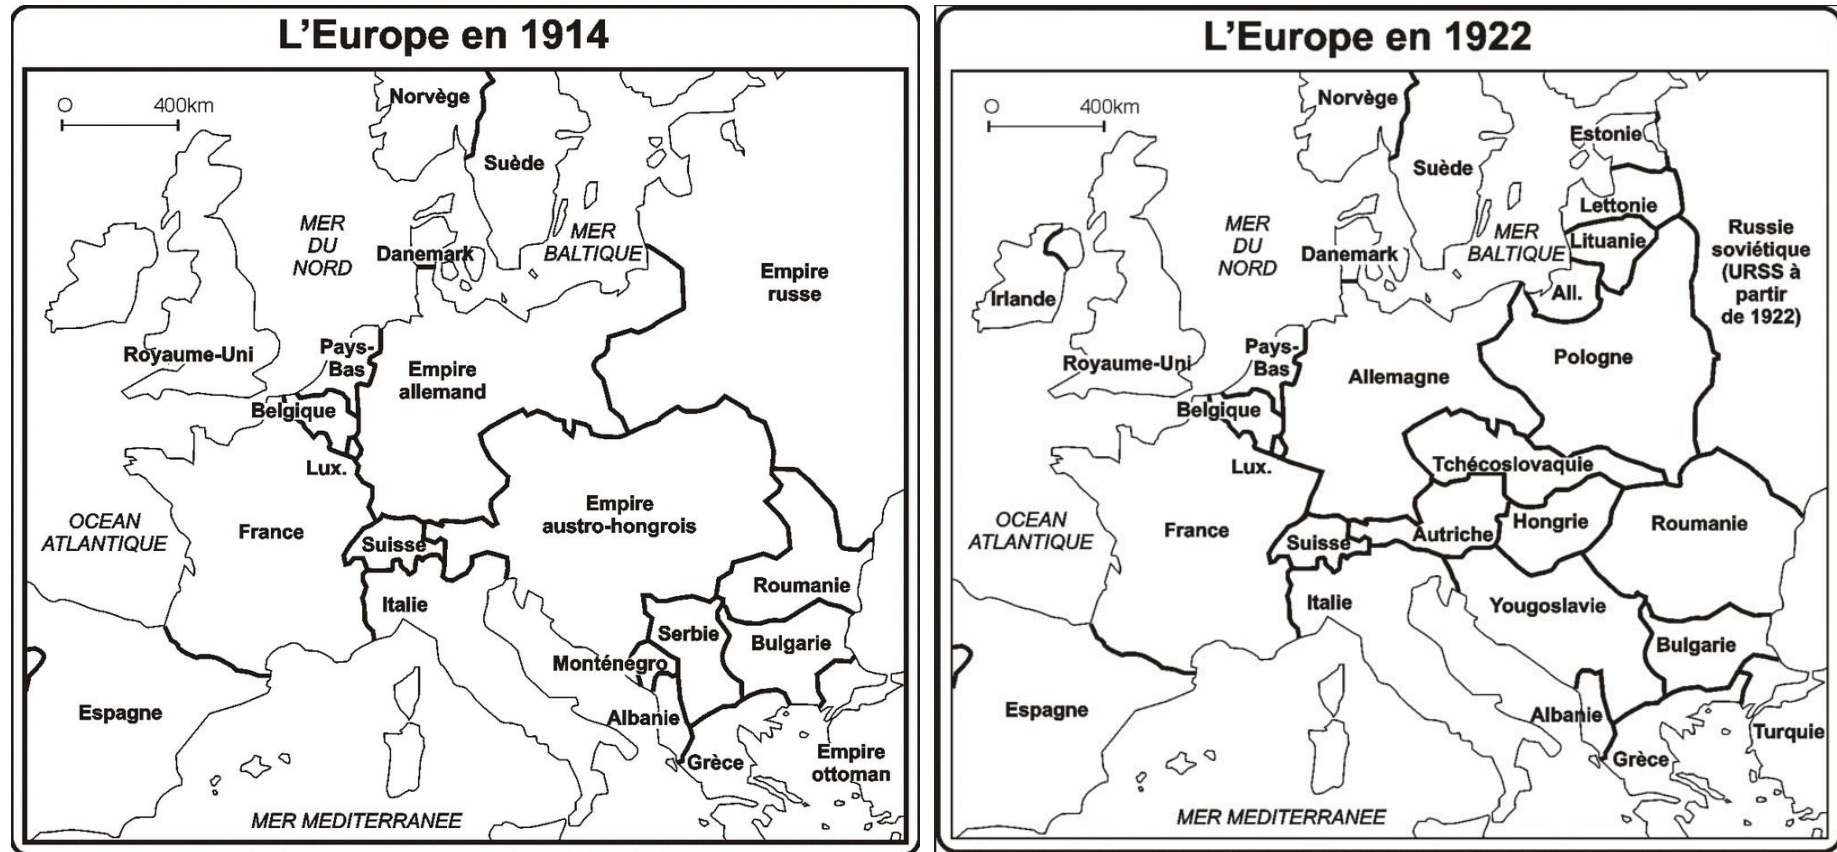 L'Europe en 1914
O 400km
Norvège
Suède
MER
DU
NORD
MER
BALTIQUE
Danemark
Empire
russe
Royaume-Uni
Pays-
Bas
Empire
allemand
Belgique
Lux.
OCEAN
ATLANTIQUE
France
Suisse
Empire
austro-hongrois
Italie
Roumanie
Serbie
Bulgarie
Monténégro
Espagne
Albanie
Grèce
Empire
ottoman
MER MEDITERRANEE
L'Europe en 1922
O 400km
Norvège
Estonie
Suède
Lettonie
MER
DU
NORD
MER
BALTIQUE
Lituanie
Danemark
Russie
soviétique
(URSS à
partir
de 1922)
Irlande
All.
Royaume-Uni
Pays-
Bas
Allemagne
Pologne
Belgique
Lux.
Tchécoslovaquie
OCEAN
ATLANTIQUE
France
Suisse
Autriche
Hongrie
Roumanie
Italie
Yougoslavie
Bulgarie
Espagne
Albanie
Grèce
Turquie
MER MEDITERRANEE